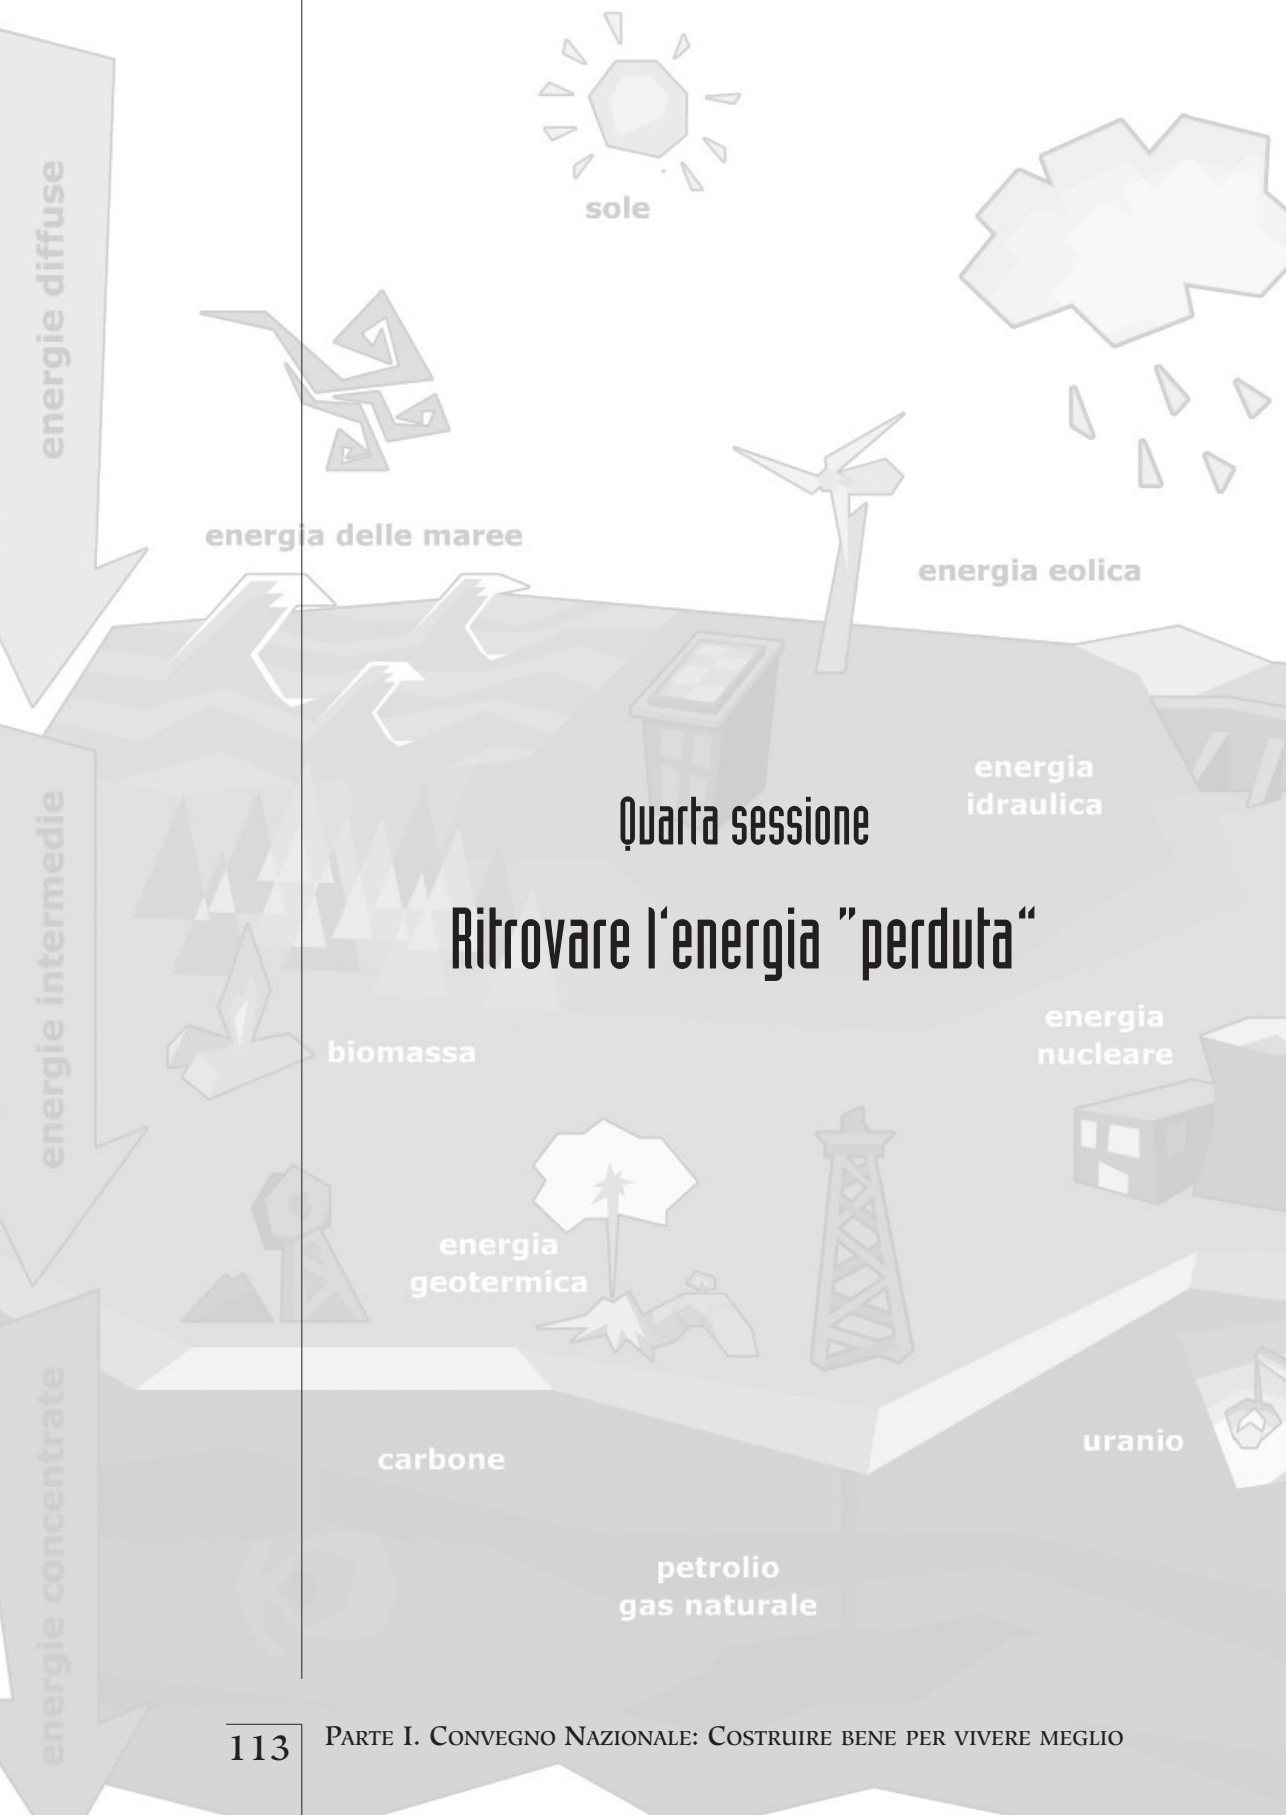 sole
energie diffuse
energia delle maree
energia eolica
energia
idraulica
Quarta sessione
Ritrovare l‘energia ”perduta“
energie intermedie
energia
nucleare
biomassa
energia
geotermica
energie concentrate
carbone
uranio
petrolio
gas naturale
113
PARTE I. CONVEGNO NAZIONALE: COSTRUIRE BENE PER VIVERE MEGLIO